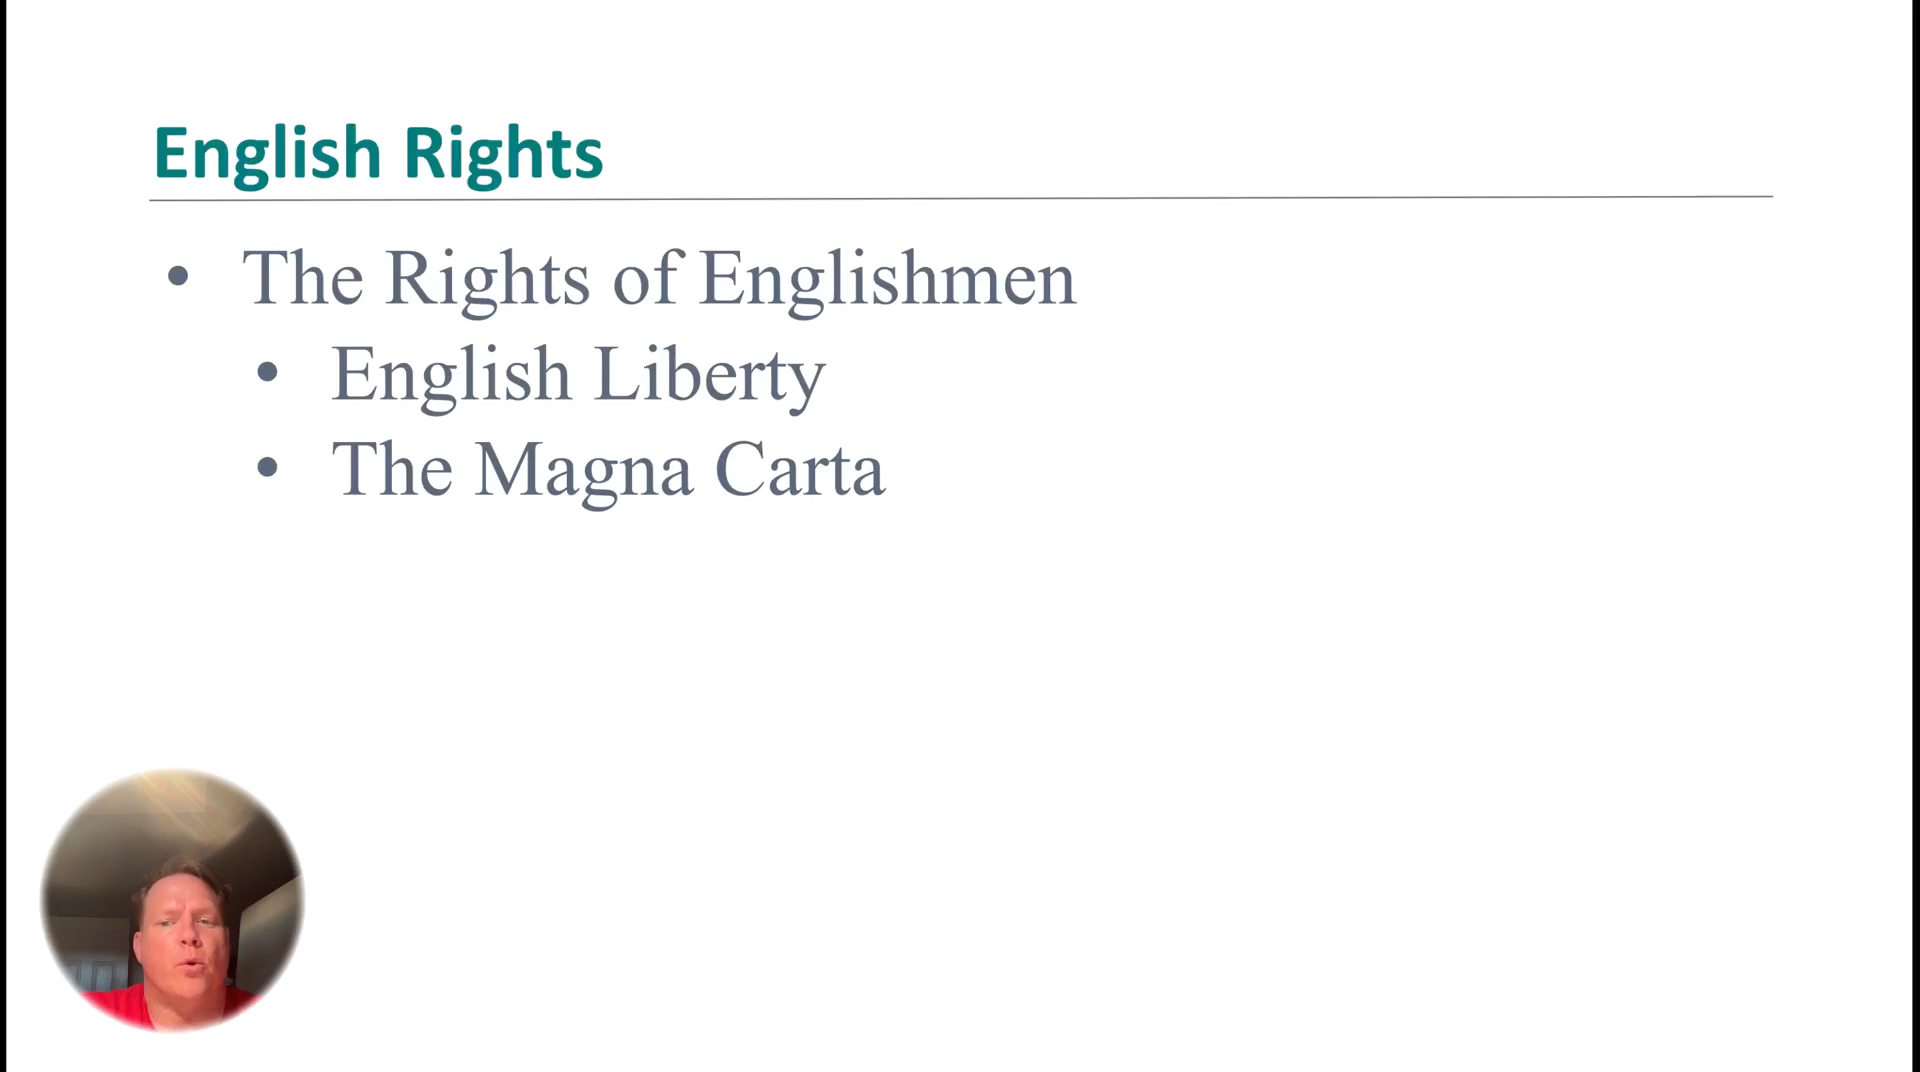 English Rights
• The Rights of Englishmen
• English Liberty
• The Magna Carta